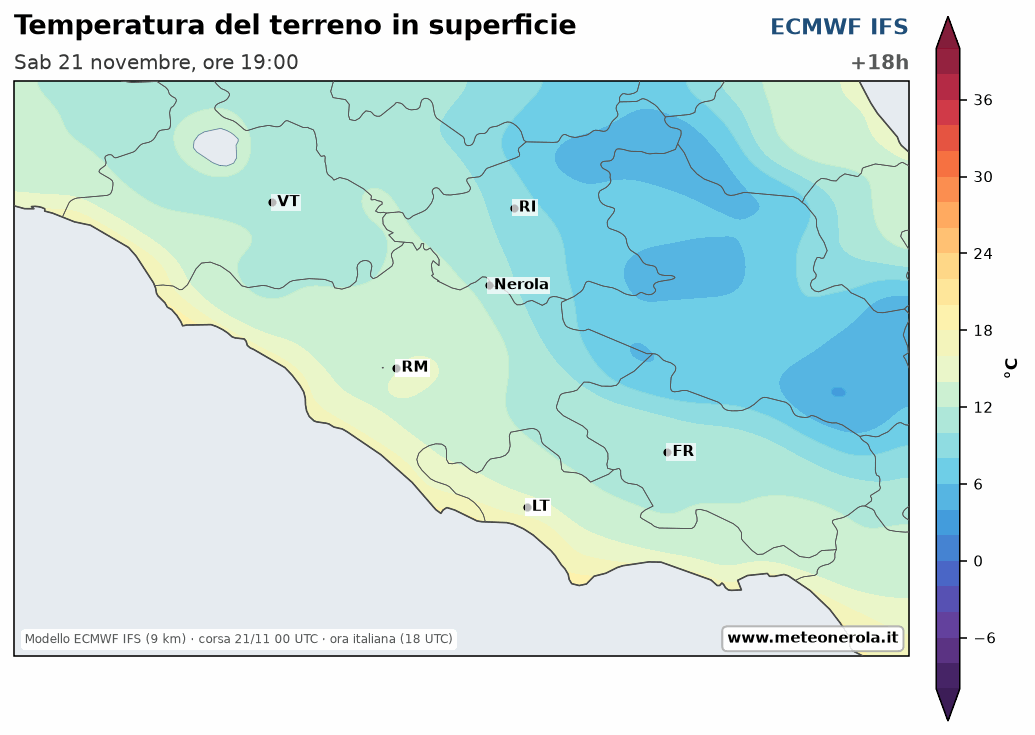 Temperatura del terreno in superficie
ECMWF IFS
Sab 21 novembre, ore 19:00
+18h
VT
RI
Nerola
RM
FR
LT
36
30
24
18
12
6
0
−6
°C
Modello ECMWF IFS (9 km) · corsa 21/11 00 UTC · ora italiana (18 UTC)
www.meteonerola.it